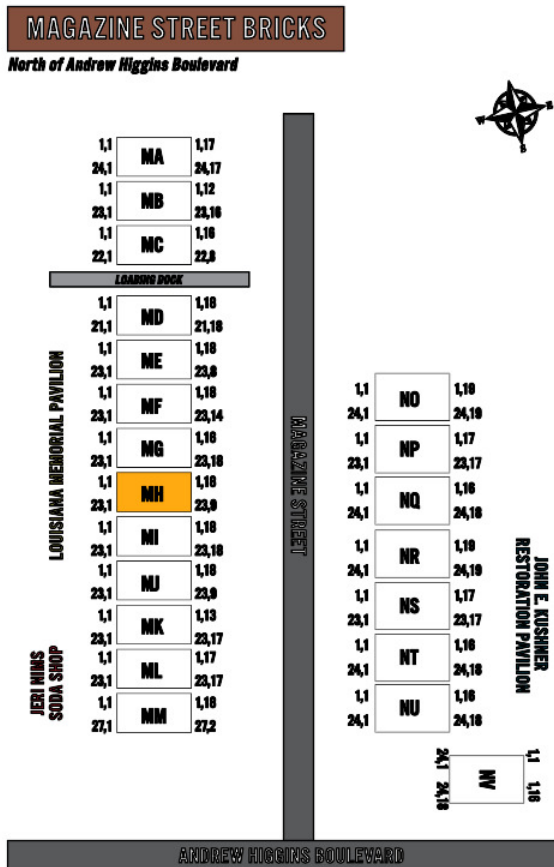 MAGAZINE STREET BRICKS
North of Andrew Higgins Boulevard
N
W
E
S
1,1 MA 1,17
24,1 24,17
1,1 MB 1,12
23,1 23,16
1,1 MC 1,16
22,1 22,8
LOADING DOCK
1,1 MD 1,18
21,1 21,18
1,1 ME 1,18
23,1 23,8
1,1 MF 1,18
23,1 23,14
1,1 MG 1,16
23,1 23,18
1,1 MH 1,18
23,1 23,9
1,1 MI 1,18
23,1 23,18
1,1 MJ 1,18
23,1 23,9
1,1 MK 1,13
23,1 23,17
1,1 ML 1,17
23,1 23,17
1,1 MM 1,18
27,1 27,2
LOUISIANA MEMORIAL PAVILION
JERI NIMS
SODA SHOP
MAGAZINE STREET
1,1 NO 1,19
24,1 24,19
1,1 NP 1,17
23,1 23,17
1,1 NQ 1,16
24,1 24,18
1,1 NR 1,19
24,1 24,19
1,1 NS 1,17
23,1 23,17
1,1 NT 1,16
24,1 24,18
1,1 NU 1,16
24,1 24,18
JOHN E. KUSHNER
RESTORATION PAVILION
24,1 NV 1,1
24,18 1,16
ANDREW HIGGINS BOULEVARD